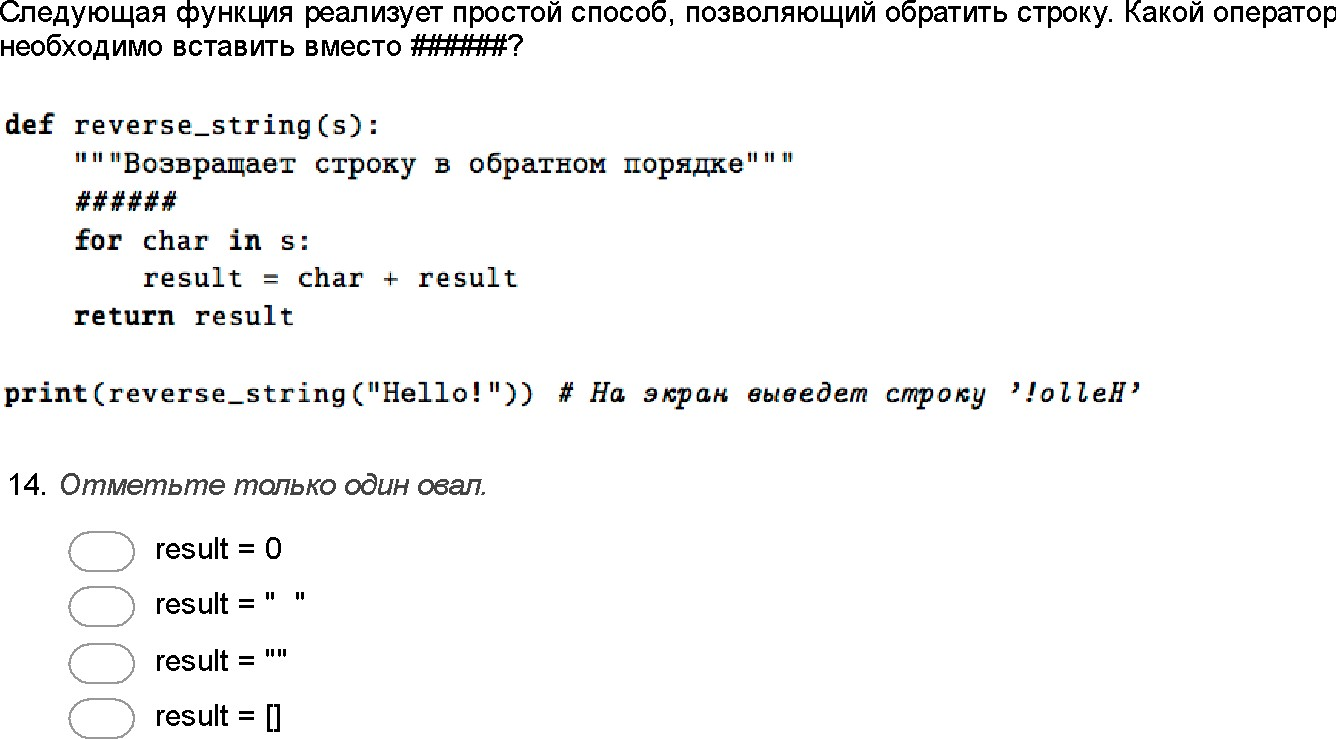 Следующая функция реализует простой способ, позволяющий обратить строку. Какой оператор
необходимо вставить вместо ######?
def reverse_string(s):
    """Возвращает строку в обратном порядке"""
    ######
    for char in s:
        result = char + result
    return result
print(reverse_string("Hello!")) # На экран выведет строку '!olleH'
14. Отметьте только один овал.
result = 0
result = "  "
result = ""
result = []